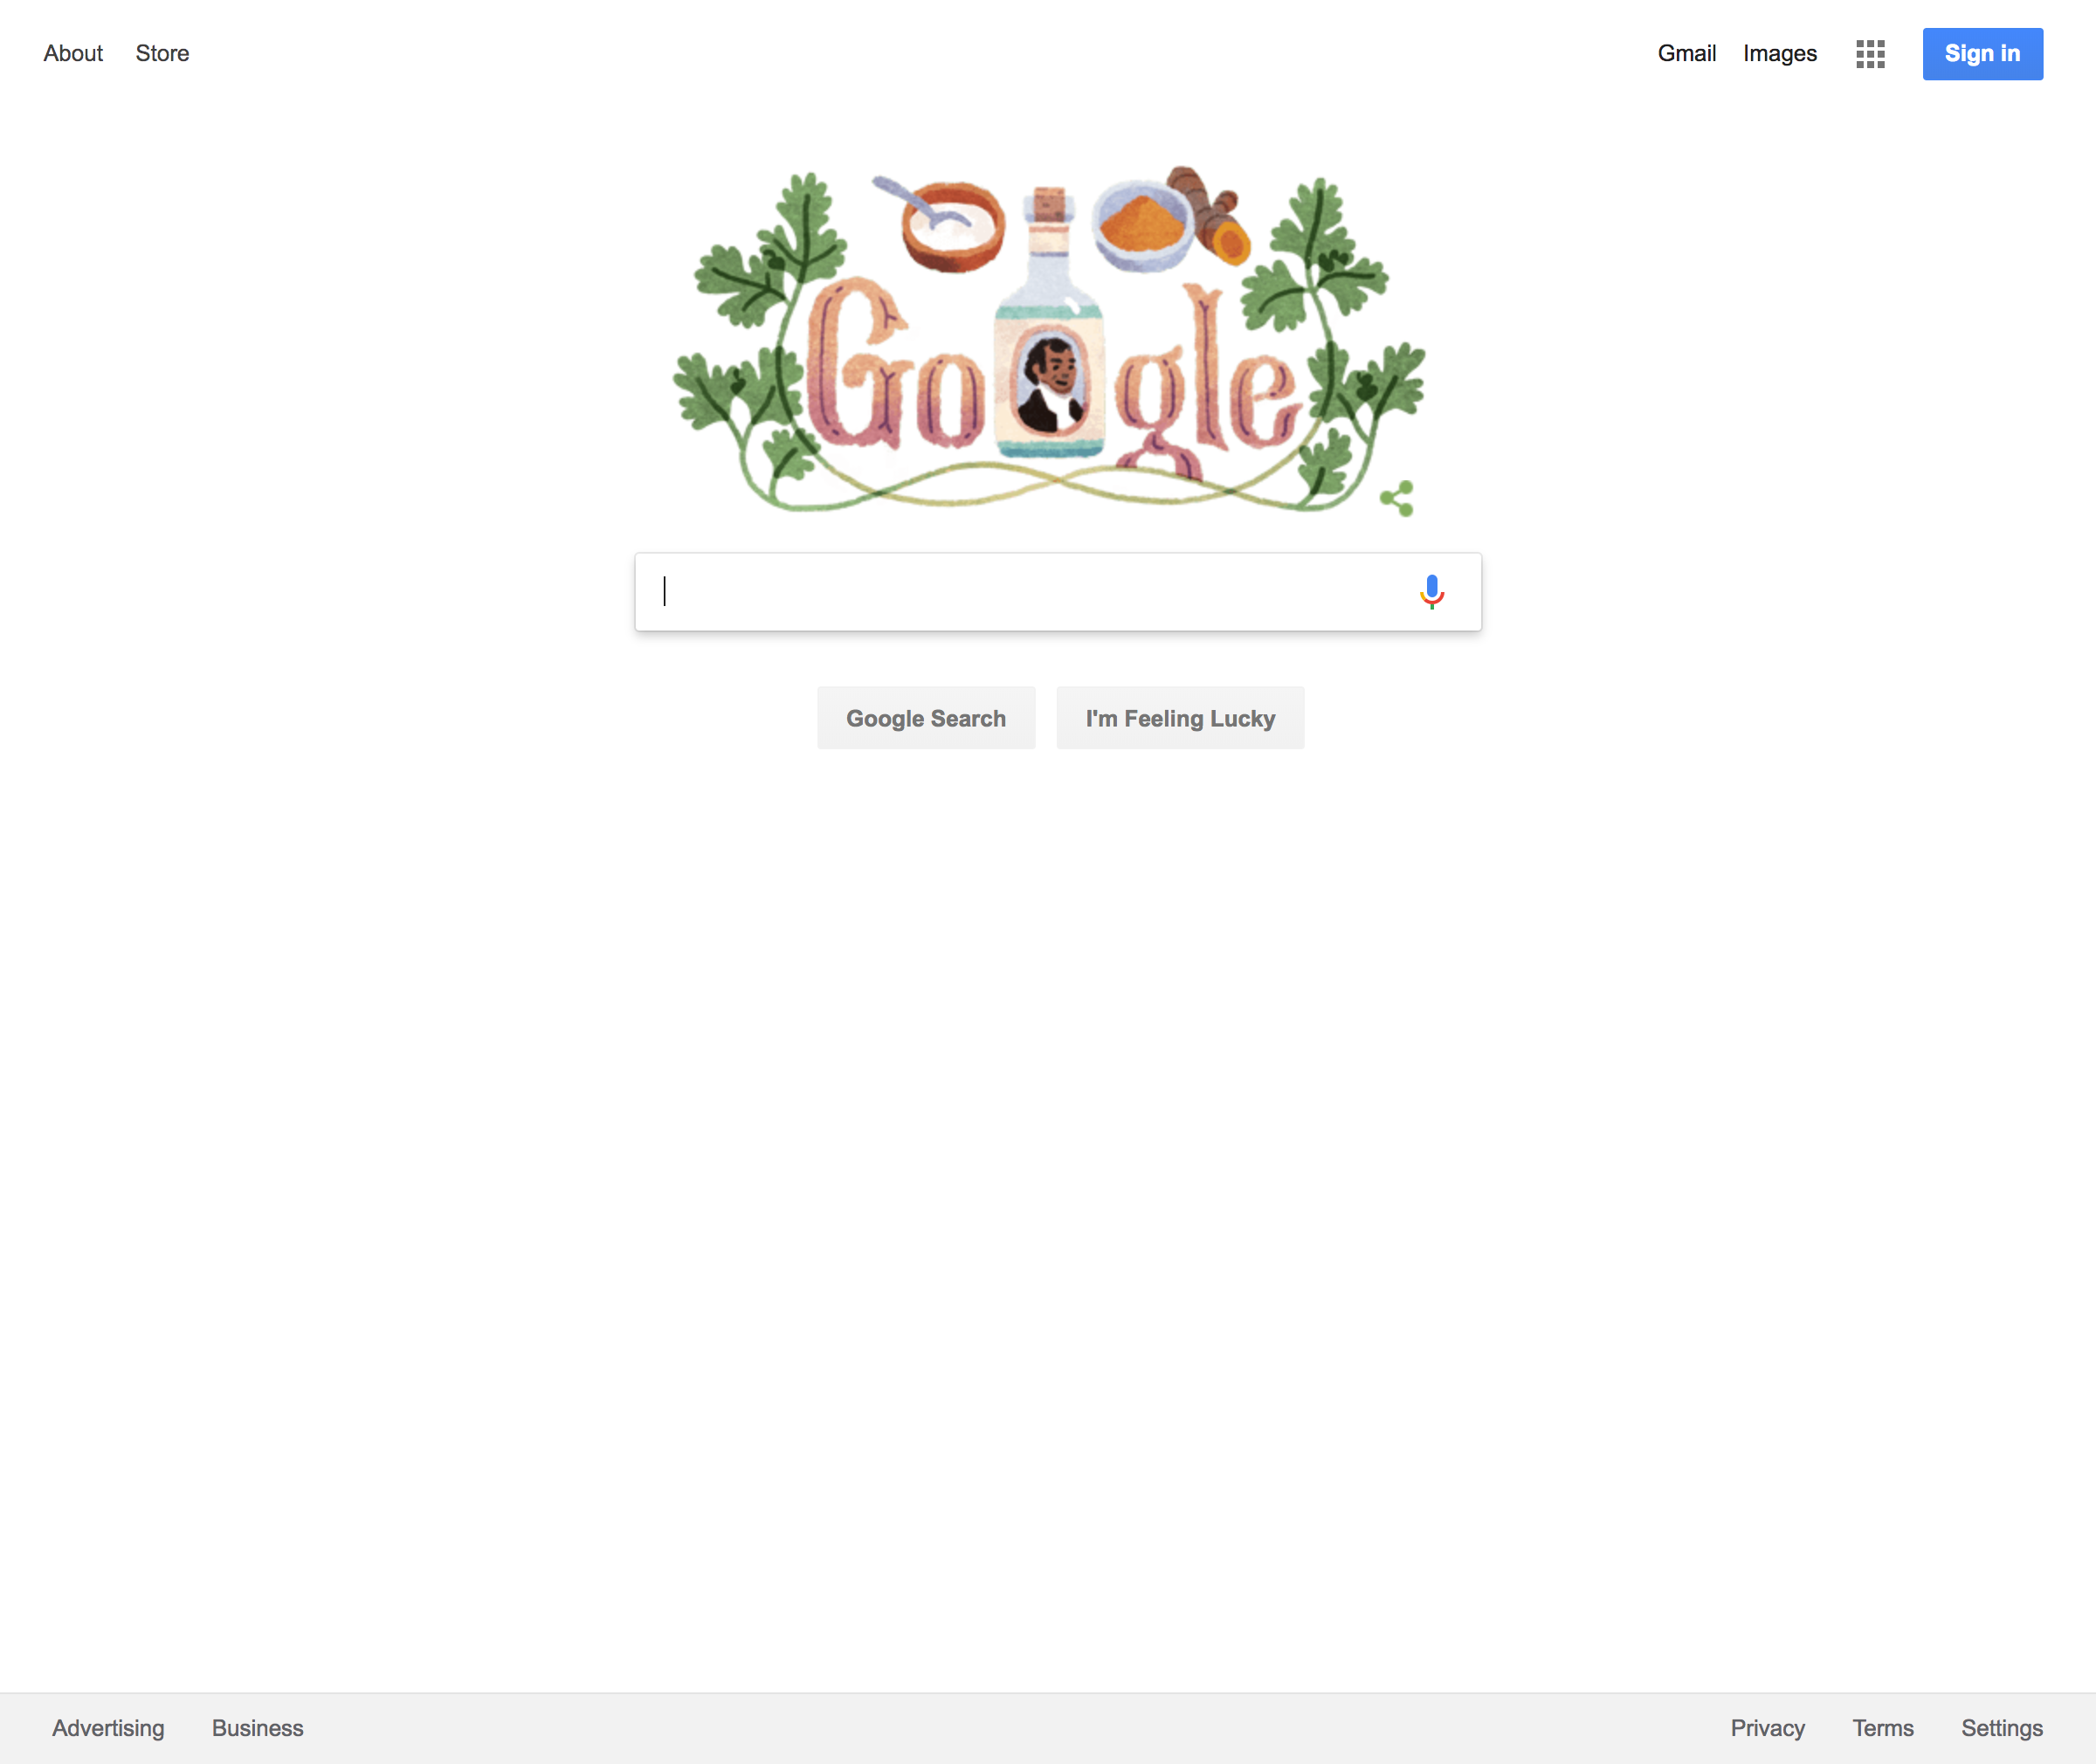 About Store
Gmail Images Sign in
Google
Google Search I'm Feeling Lucky
Advertising Business
Privacy Terms Settings